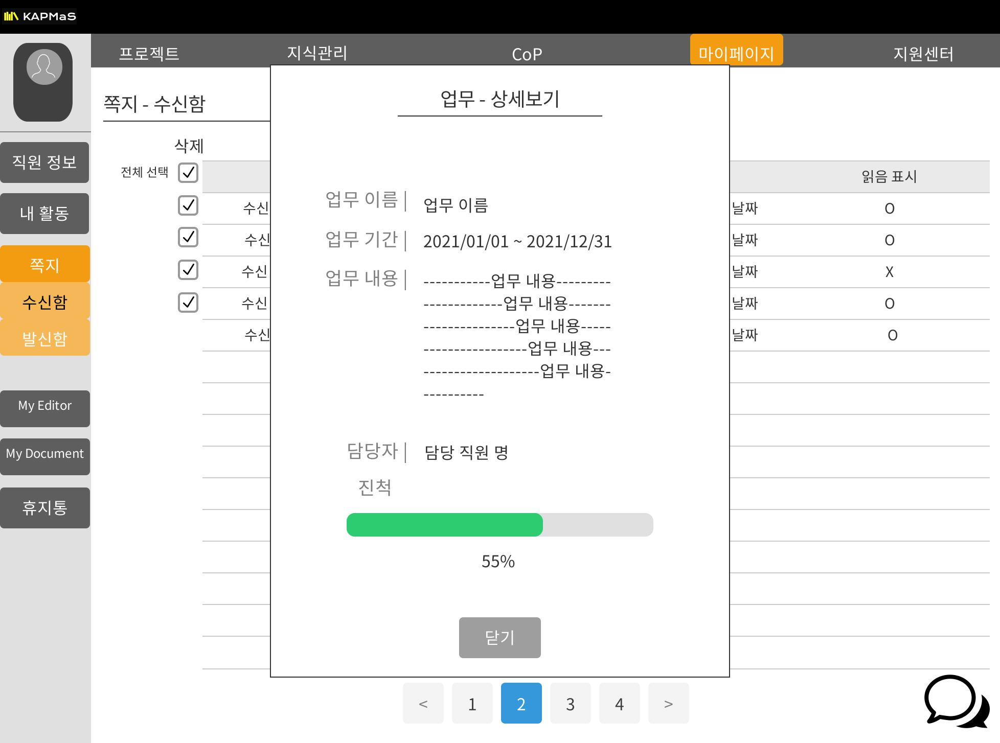 KAPMaS
프로젝트
지식관리
CoP
마이페이지
지원센터
직원 정보
내 활동
쪽지
수신함
발신함
My Editor
My Document
휴지통
쪽지 - 수신함
삭제
전체 선택
읽음 표시
수신 날짜 O
수신 날짜 O
수신 날짜 X
수신 날짜 O
수신 날짜 O
업무 - 상세보기
업무 이름 | 업무 이름
업무 기간 | 2021/01/01 ~ 2021/12/31
업무 내용 | -----------업무 내용---------
-------------업무 내용-------
---------------업무 내용-----
-----------------업무 내용---
-------------------업무 내용-
----------
담당자 | 담당 직원 명
진척
55%
닫기
< 1 2 3 4 >